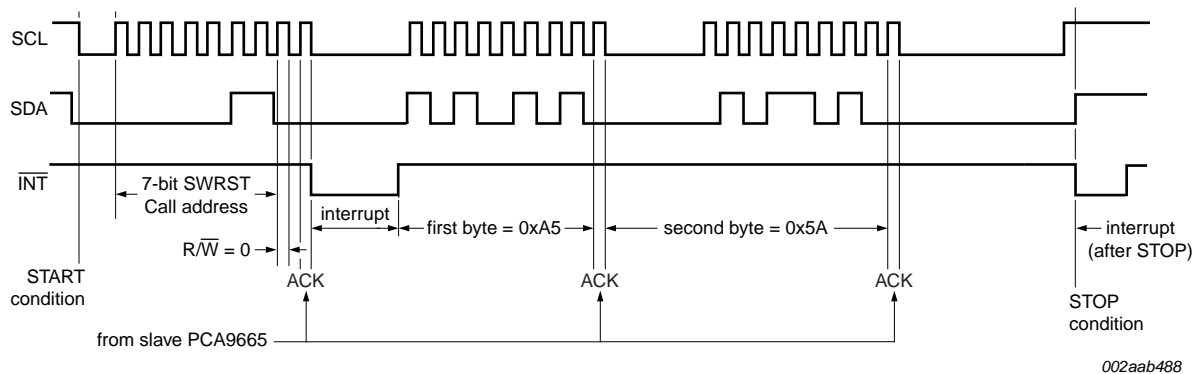 SCL
SDA
INT
7-bit SWRST
Call address
interrupt
first byte = 0xA5
second byte = 0x5A
interrupt
(after STOP)
R/W = 0
START
condition
ACK
ACK
ACK
STOP
condition
from slave PCA9665
002aab488